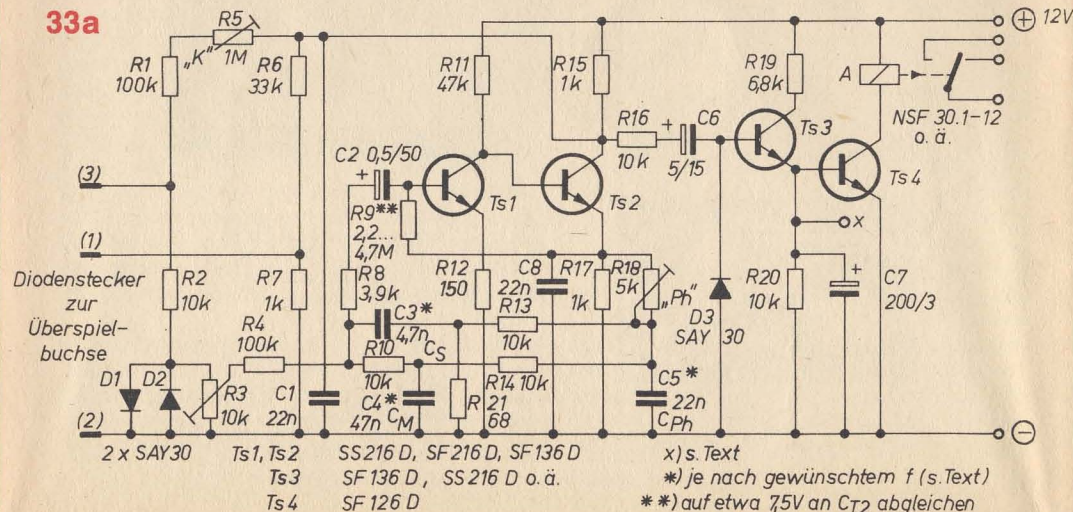 33a
R5
„K“ 1M
R1
100k
R6
33k
R11
47k
R15
1k
R19
6,8k
A
⊕ 12V
NSF 30.1-12
o. ä.
R16
10k
+ C6
5/15
Ts3
Ts4
C2 0,5/50
+
Ts1
Ts2
R9**
2,2...
4,7M
x
(3)
(1)
Diodenstecker
zur
Überspiel-
buchse
(2)
R2
10k
R7
1k
R8
3,9k
R12
150
C8
22n
R17
1k
R18
5k
„Ph“
D3
SAY 30
R20
10k
+
C7
200/3
C3*
4,7n
R13
10k
R4
100k
R10
10k
CS
R14 10k
D1
D2
R3
10k
C1
22n
C4*
47n
CM
R
21
68
C5*
22n
CPh
⊖
2 x SAY30
Ts1, Ts2 SS216 D, SF216 D, SF136 D
Ts3 SF136 D, SS216 D o.ä.
Ts4 SF126 D
x) s. Text
*) je nach gewünschtem f (s. Text)
**) auf etwa 7,5V an CT2 abgleichen